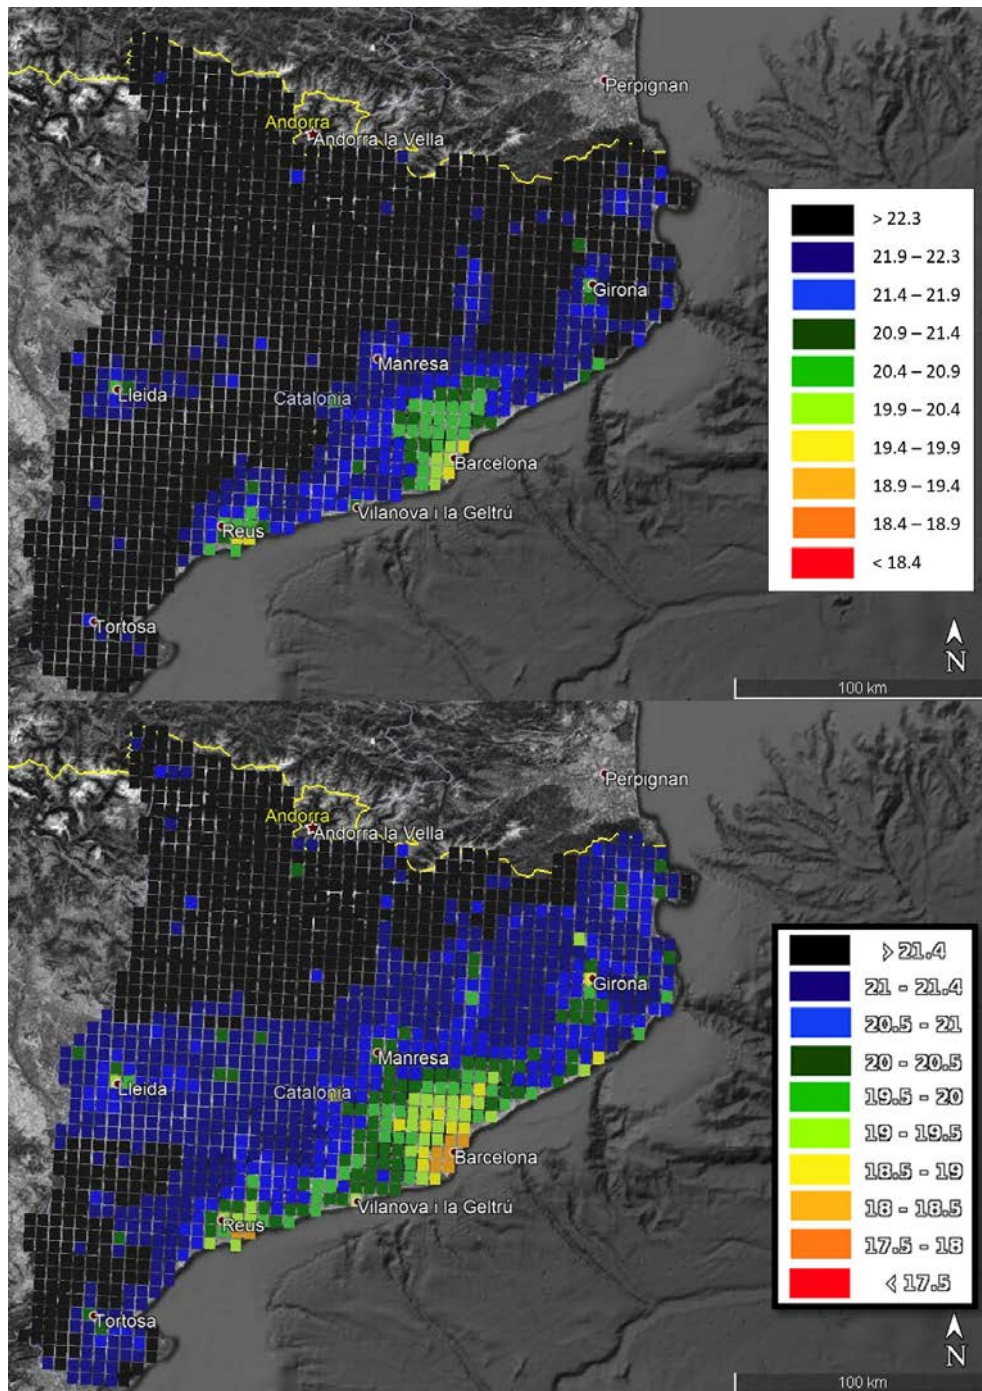 Perpignan
Andorra
Andorra la Vella
> 22.3
21.9 – 22.3
21.4 – 21.9
20.9 – 21.4
20.4 – 20.9
19.9 – 20.4
19.4 – 19.9
18.9 – 19.4
18.4 – 18.9
< 18.4
Girona
Manresa
Lleida
Catalonia
Barcelona
Vilanova i la Geltrú
Reus
Tortosa
N
100 km
Perpignan
Andorra
Andorra la Vella
> 21.4
21 - 21.4
20.5 - 21
20 - 20.5
19.5 - 20
19 - 19.5
18.5 - 19
18 - 18.5
17.5 - 18
< 17.5
Girona
Manresa
Lleida
Catalonia
Barcelona
Vilanova i la Geltrú
Reus
Tortosa
N
100 km